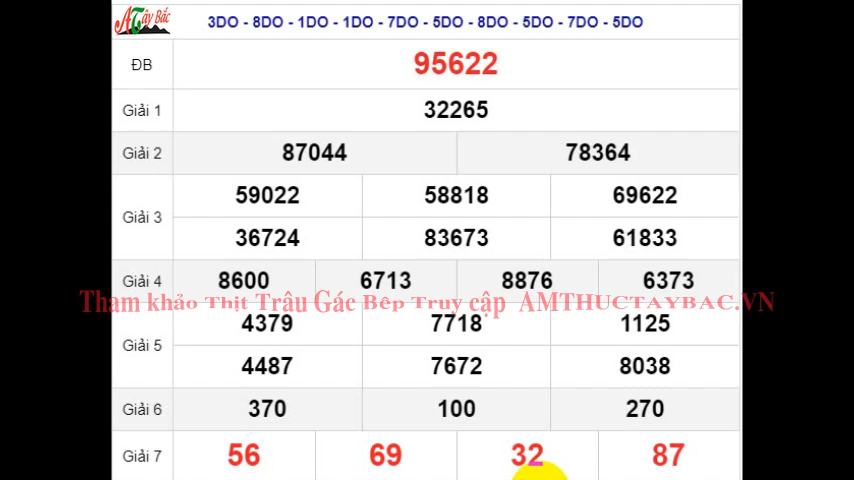 ATây Bắc
3DO - 8DO - 1DO - 1DO - 7DO - 5DO - 8DO - 5DO - 7DO - 5DO
ĐB 95622
Giải 1 32265
Giải 2 87044 78364
59022 58818 69622
Giải 3
36724 83673 61833
Giải 4 8600 6713 8876 6373
Tham khảo Thịt Trâu Gác Bếp Truy cập AMTHUCTAYBAC.VN
4379 7718 1125
Giải 5
4487 7672 8038
Giải 6 370 100 270
Giải 7 56 69 32 87